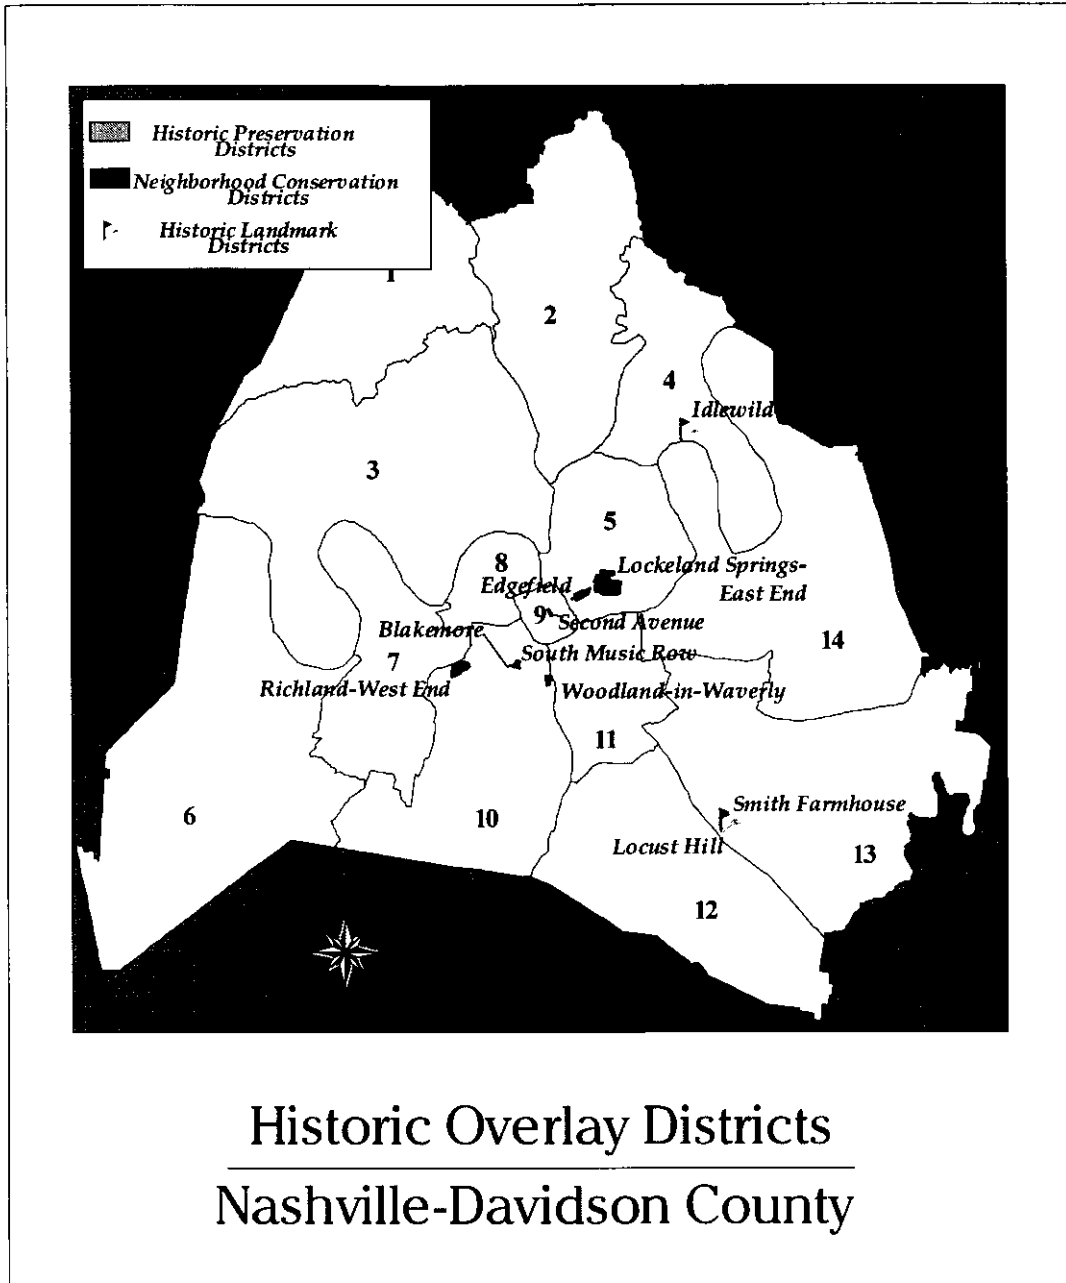 Historic Preservation
Districts
Neighborhood Conservation
Districts
Historic Landmark
Districts
1
2
4
Idlewild
3
5
8
Lockeland Springs-
East End
Edgefield
9
Second Avenue
Blakemore
14
South Music Row
7
Richland-West End
Woodland-in-Waverly
11
Smith Farmhouse
6
10
Locust Hill
13
12
Historic Overlay Districts
Nashville-Davidson County